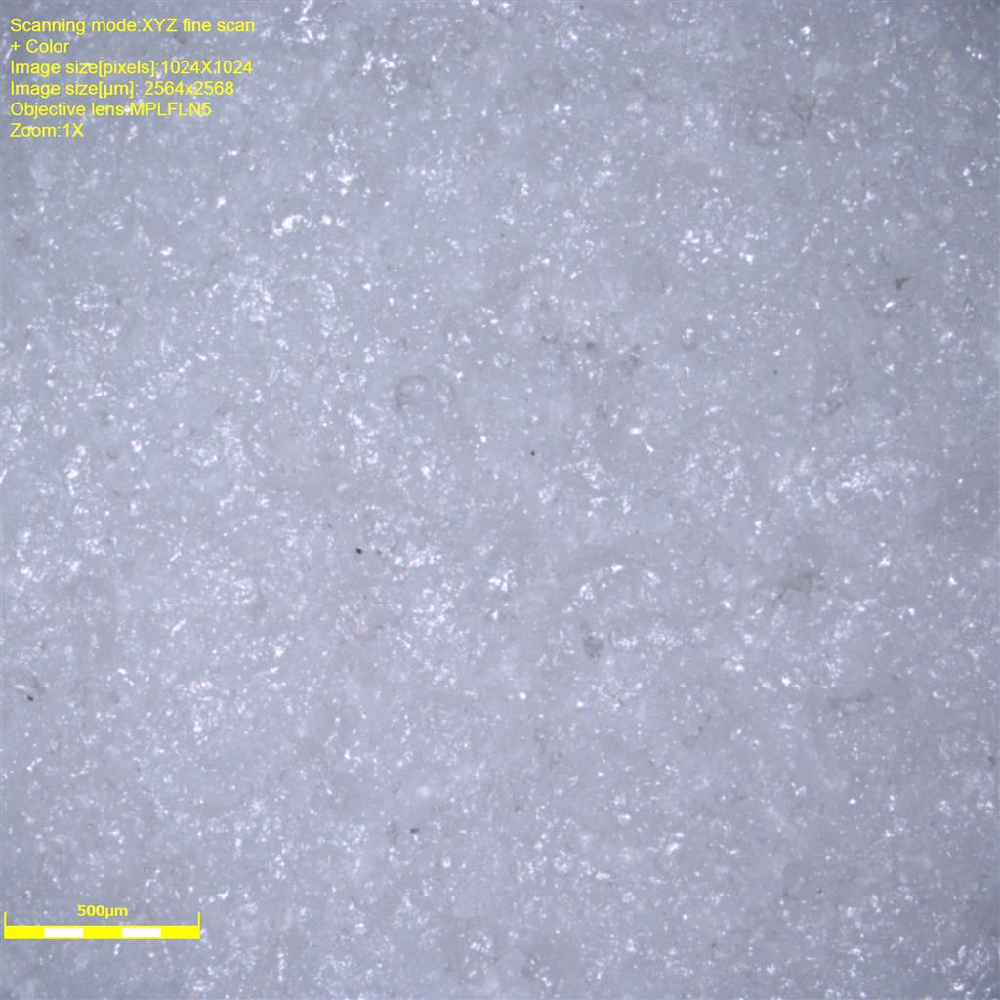 Scanning mode:XYZ fine scan
+ Color
Image size[pixels]:1024X1024
Image size[µm]: 2564x2568
Objective lens:MPLFLN5
Zoom:1X
500µm